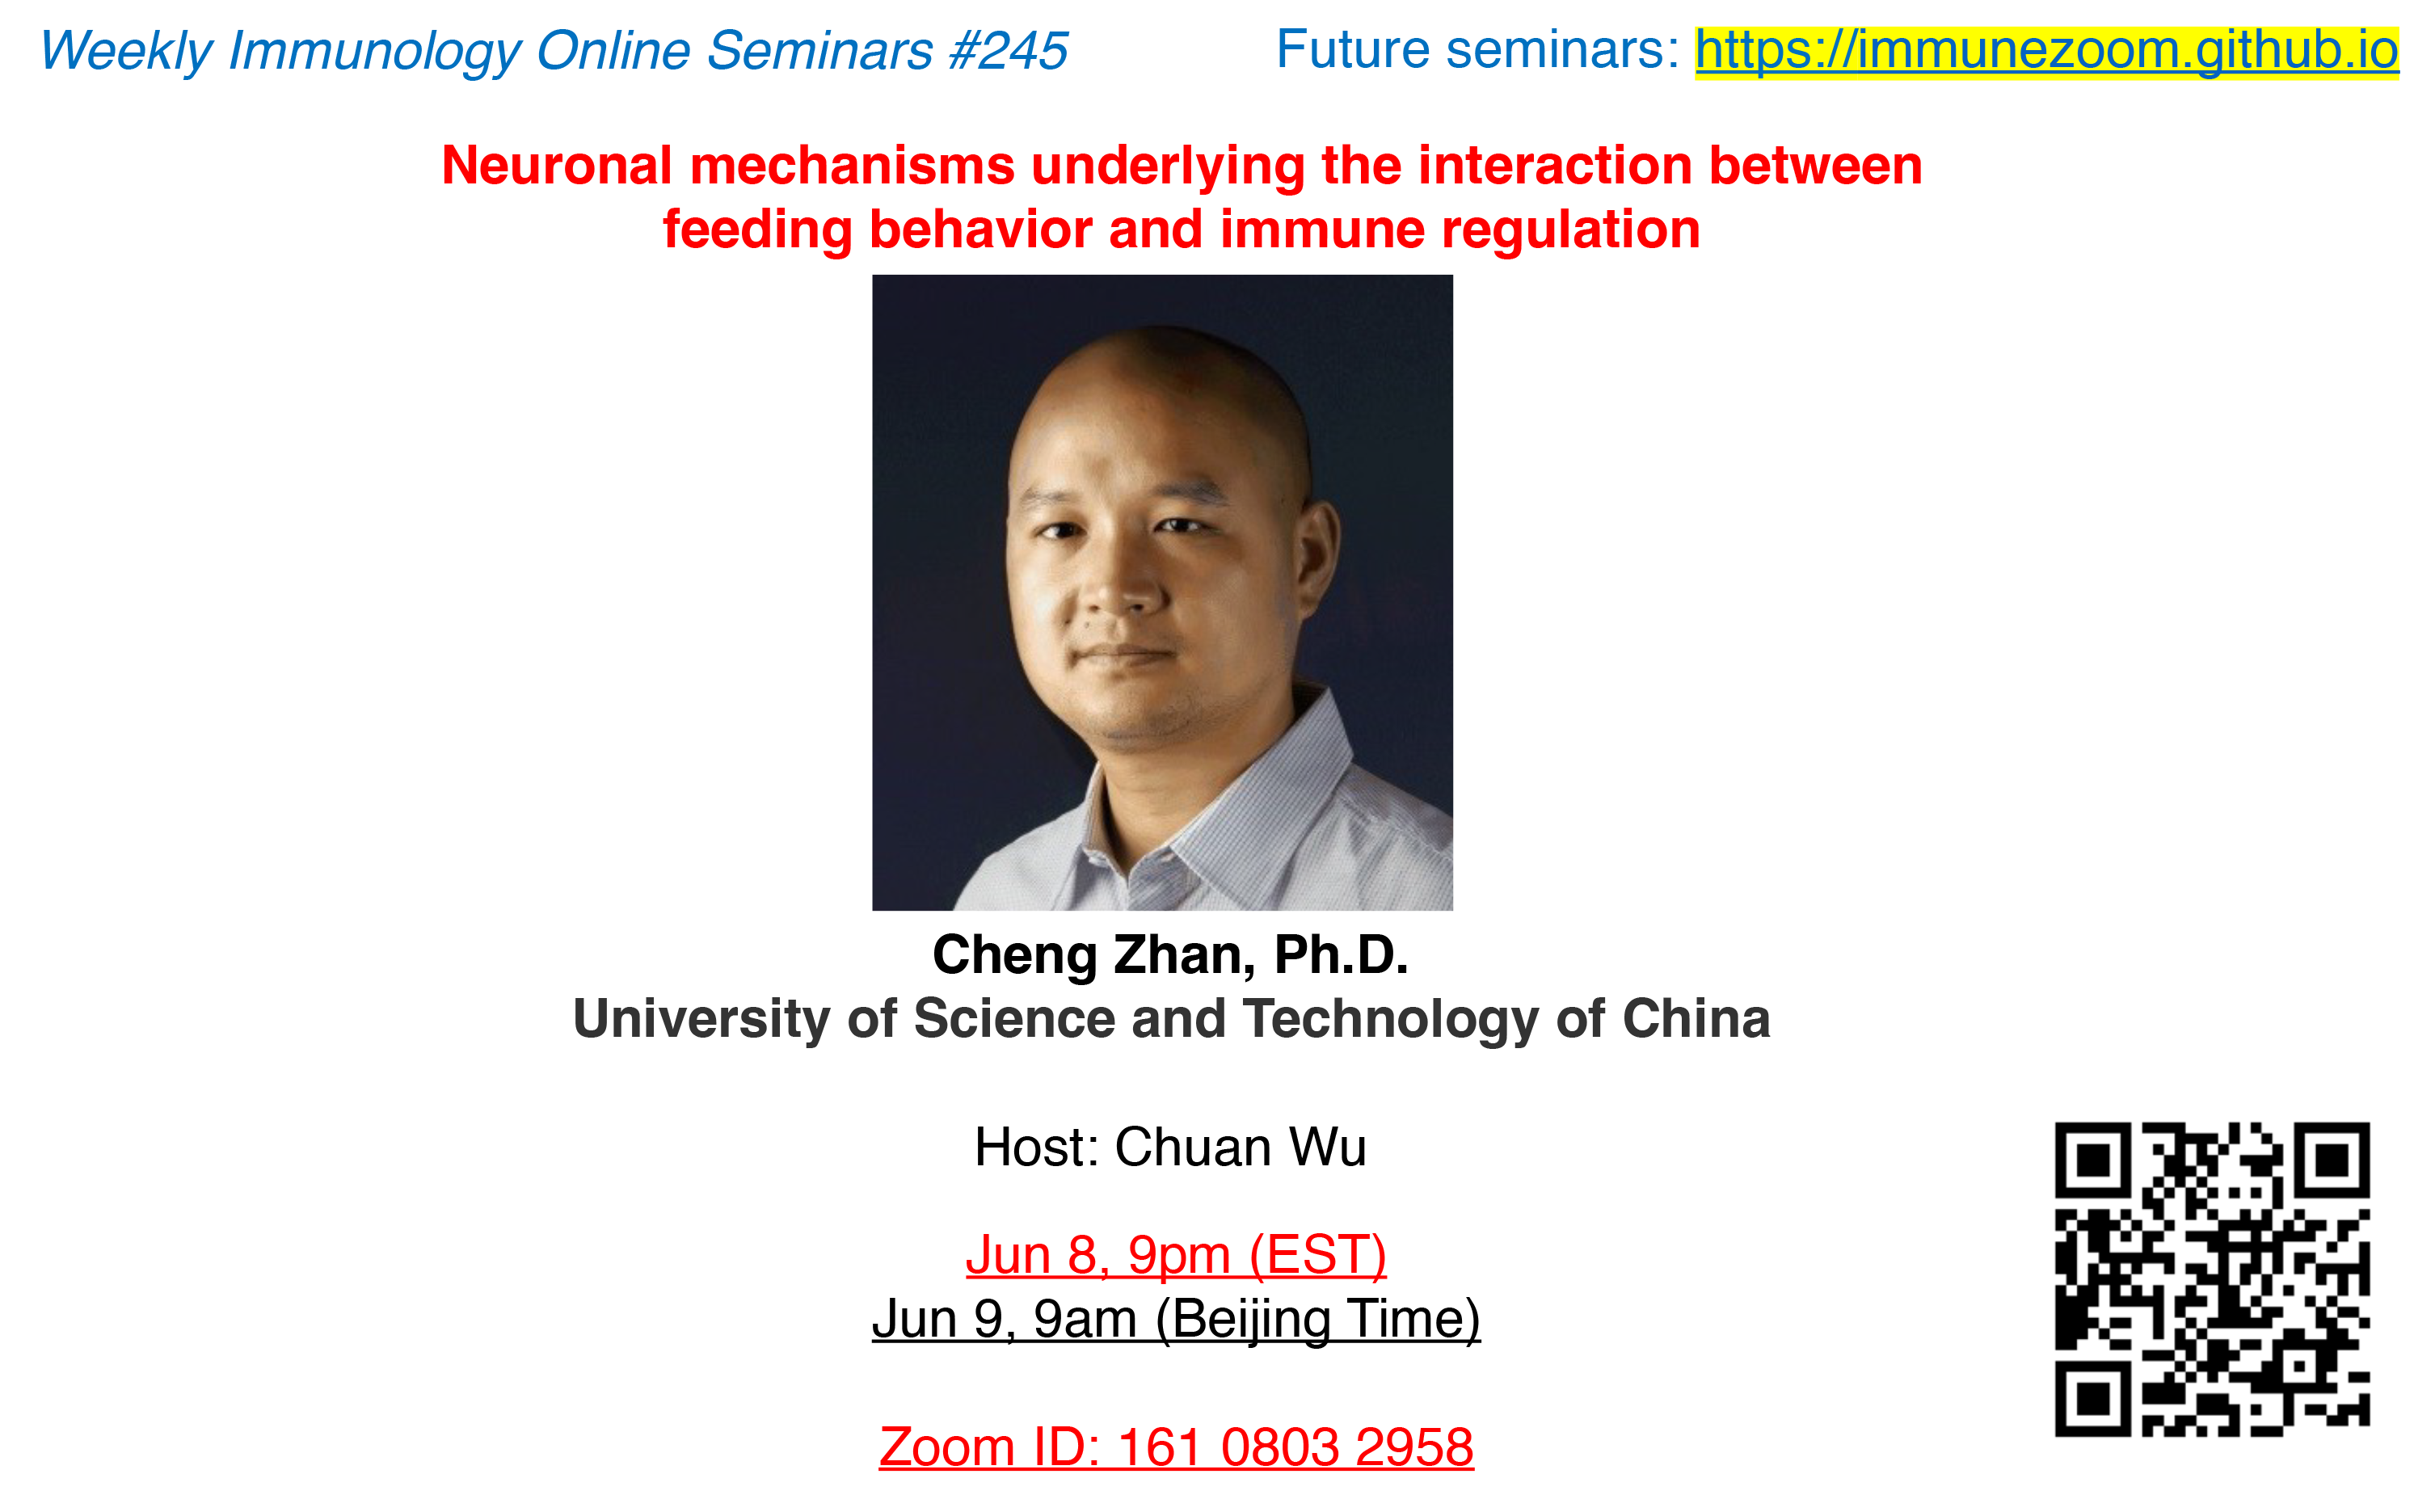 Weekly Immunology Online Seminars #245
Future seminars: https://immunezoom.github.io
Neuronal mechanisms underlying the interaction between
feeding behavior and immune regulation
Cheng Zhan, Ph.D.
University of Science and Technology of China
Host: Chuan Wu
Jun 8, 9pm (EST)
Jun 9, 9am (Beijing Time)
Zoom ID: 161 0803 2958